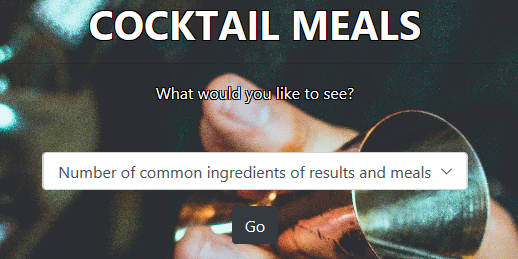 COCKTAIL MEALS
What would you like to see?
Number of common ingredients of results and meals
Go